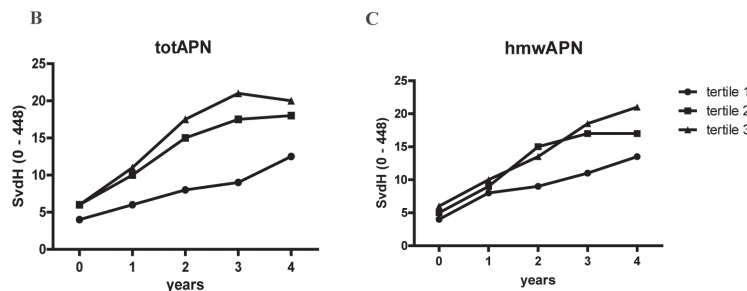 B
totAPN
SvdH (0 - 448)
25
20
15
10
5
0
0 1 2 3 4
years
C
hmwAPN
SvdH (0 - 448)
25
20
15
10
5
0
0 1 2 3 4
years
tertile 1
tertile 2
tertile 3